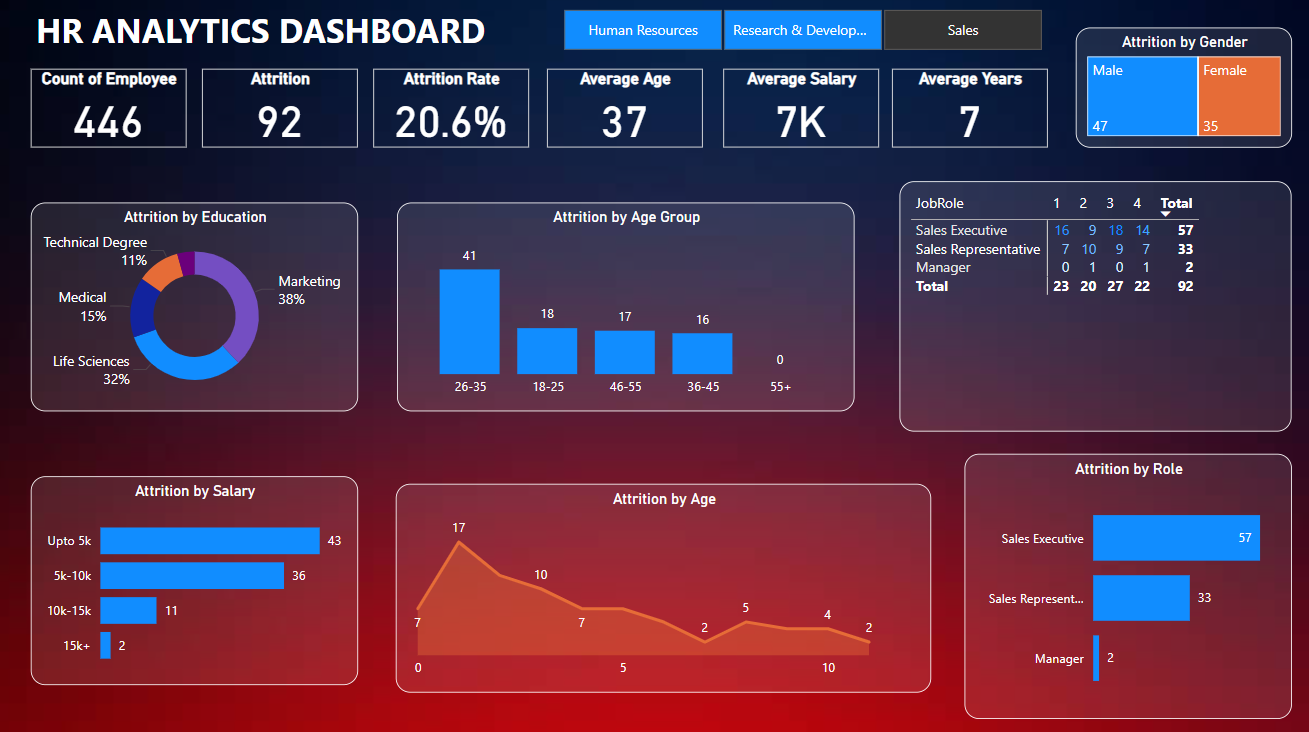 HR ANALYTICS DASHBOARD
Human Resources
Research & Develop...
Sales
Count of Employee
446
Attrition
92
Attrition Rate
20.6%
Average Age
37
Average Salary
7K
Average Years
7
Attrition by Gender
Male
47
Female
35
Attrition by Education
Technical Degree
11%
Medical
15%
Life Sciences
32%
Marketing
38%
Attrition by Age Group
41
18
17
16
0
26-35
18-25
46-55
36-45
55+
JobRole 1 2 3 4 Total
Sales Executive 16 9 18 14 57
Sales Representative 7 10 9 7 33
Manager 0 1 0 1 2
Total 23 20 27 22 92
Attrition by Salary
Upto 5k 43
5k-10k 36
10k-15k 11
15k+ 2
Attrition by Age
17
10
7
7
2
5
4
2
0 5 10
Attrition by Role
Sales Executive 57
Sales Represent... 33
Manager 2